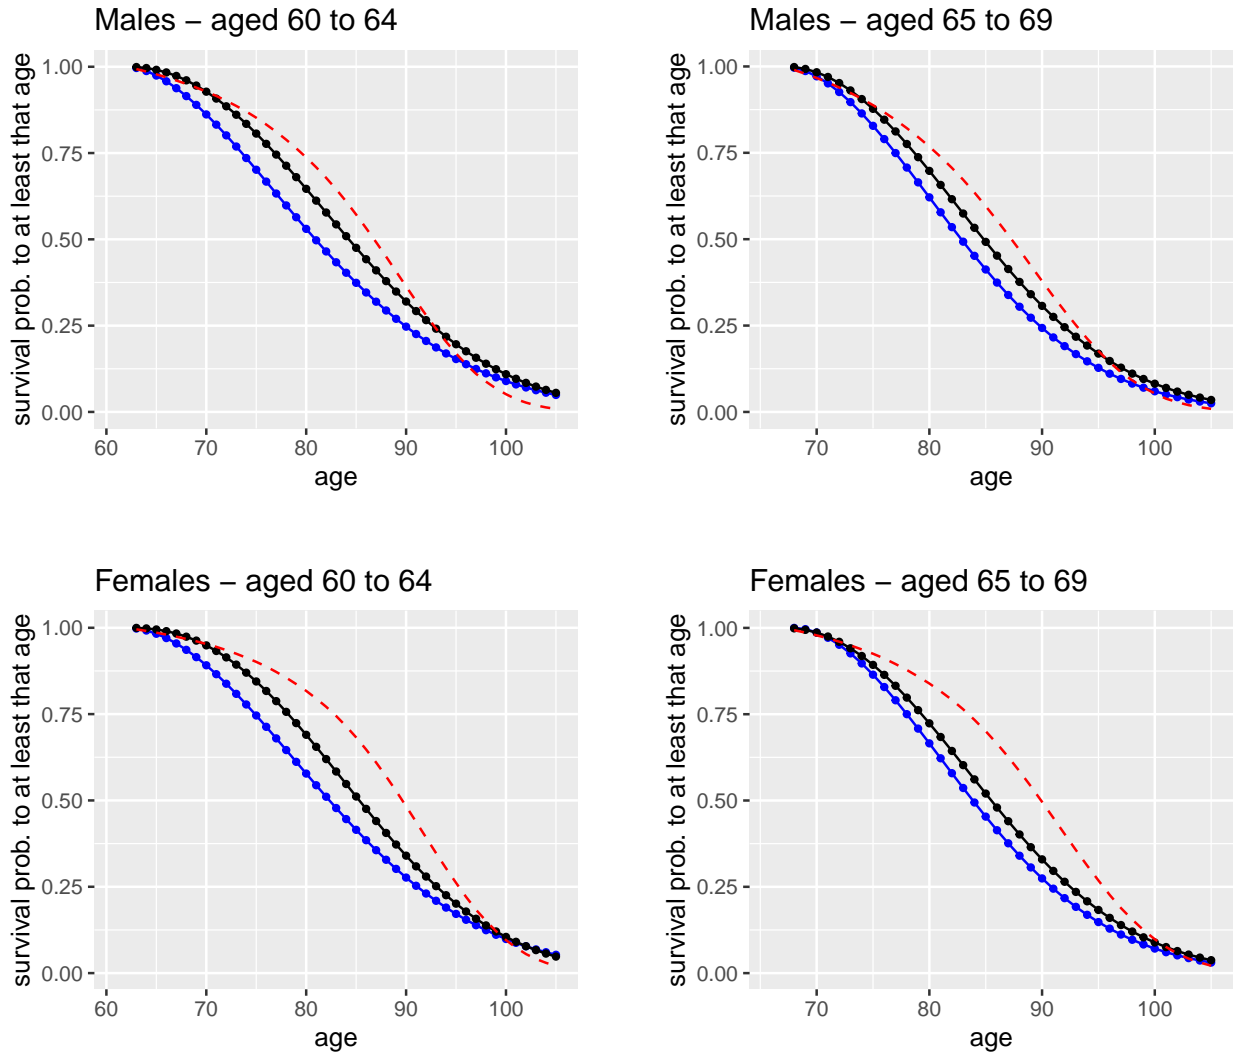 Males – aged 60 to 64
survival prob. to at least that age
1.00
0.75
0.50
0.25
0.00
60 70 80 90 100
age
Males – aged 65 to 69
survival prob. to at least that age
1.00
0.75
0.50
0.25
0.00
70 80 90 100
age
Females – aged 60 to 64
survival prob. to at least that age
1.00
0.75
0.50
0.25
0.00
60 70 80 90 100
age
Females – aged 65 to 69
survival prob. to at least that age
1.00
0.75
0.50
0.25
0.00
70 80 90 100
age